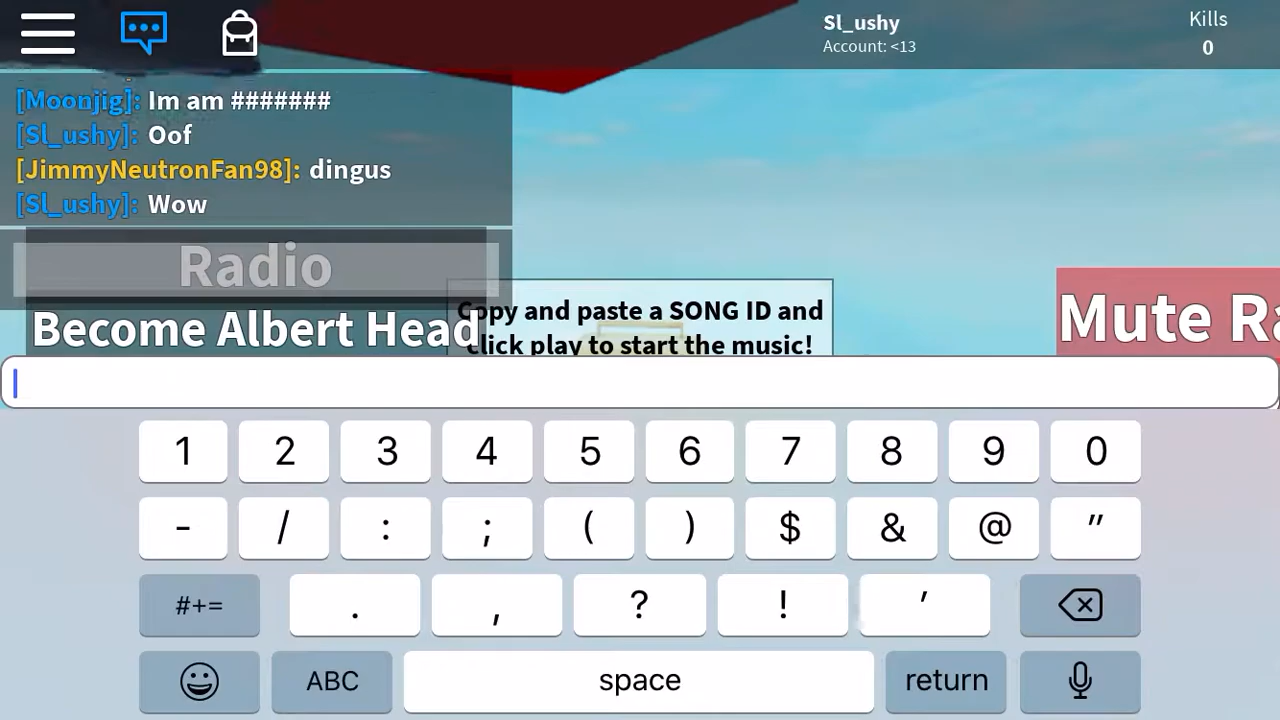 Sl_ushy
Account: <13
Kills
0
[Moonjig]: Im am #######
[Sl_ushy]: Oof
[JimmyNeutronFan98]: dingus
[Sl_ushy]: Wow
Radio
Become Albert Head
Copy and paste a SONG ID and
Click play to start the music!
Mute Ra
1 2 3 4 5 6 7 8 9 0
- / : ; ( ) $ & @ "
#+= . , ? ! '
ABC space return